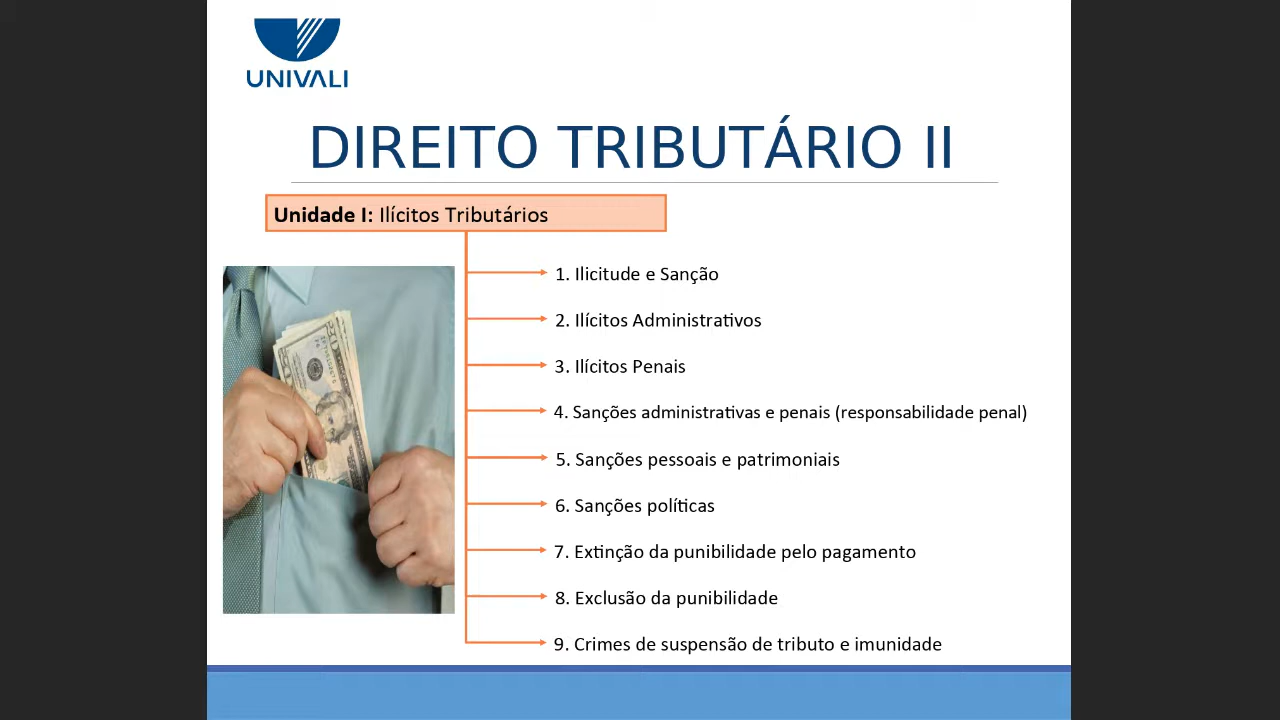 UNIVALI
DIREITO TRIBUTÁRIO II
Unidade I: Ilícitos Tributários
1. Ilicitude e Sanção
2. Ilícitos Administrativos
3. Ilícitos Penais
4. Sanções administrativas e penais (responsabilidade penal)
5. Sanções pessoais e patrimoniais
6. Sanções políticas
7. Extinção da punibilidade pelo pagamento
8. Exclusão da punibilidade
9. Crimes de suspensão de tributo e imunidade